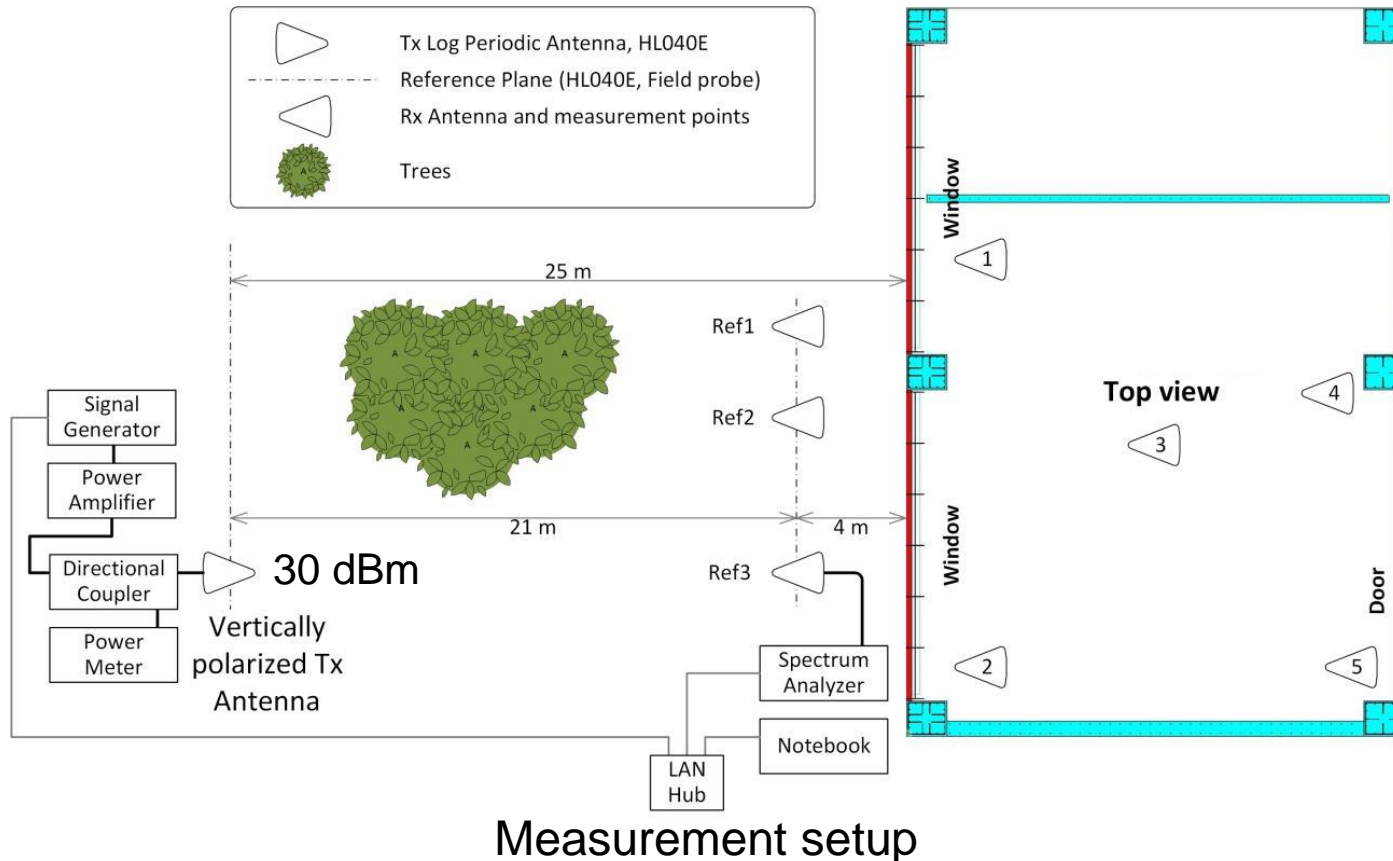 Tx Log Periodic Antenna, HL040E
Reference Plane (HL040E, Field probe)
Rx Antenna and measurement points
A
Trees
Window
1
25 m
Ref1
A A A
Top view
4
Signal
Generator
A A
Ref2
3
A
Power
Amplifier
21 m
4 m
Window
Directional
Coupler
30 dBm
Ref3
Door
Power
Meter
Vertically
polarized Tx
Antenna
Spectrum
Analyzer
2
5
Notebook
LAN
Hub
Measurement setup